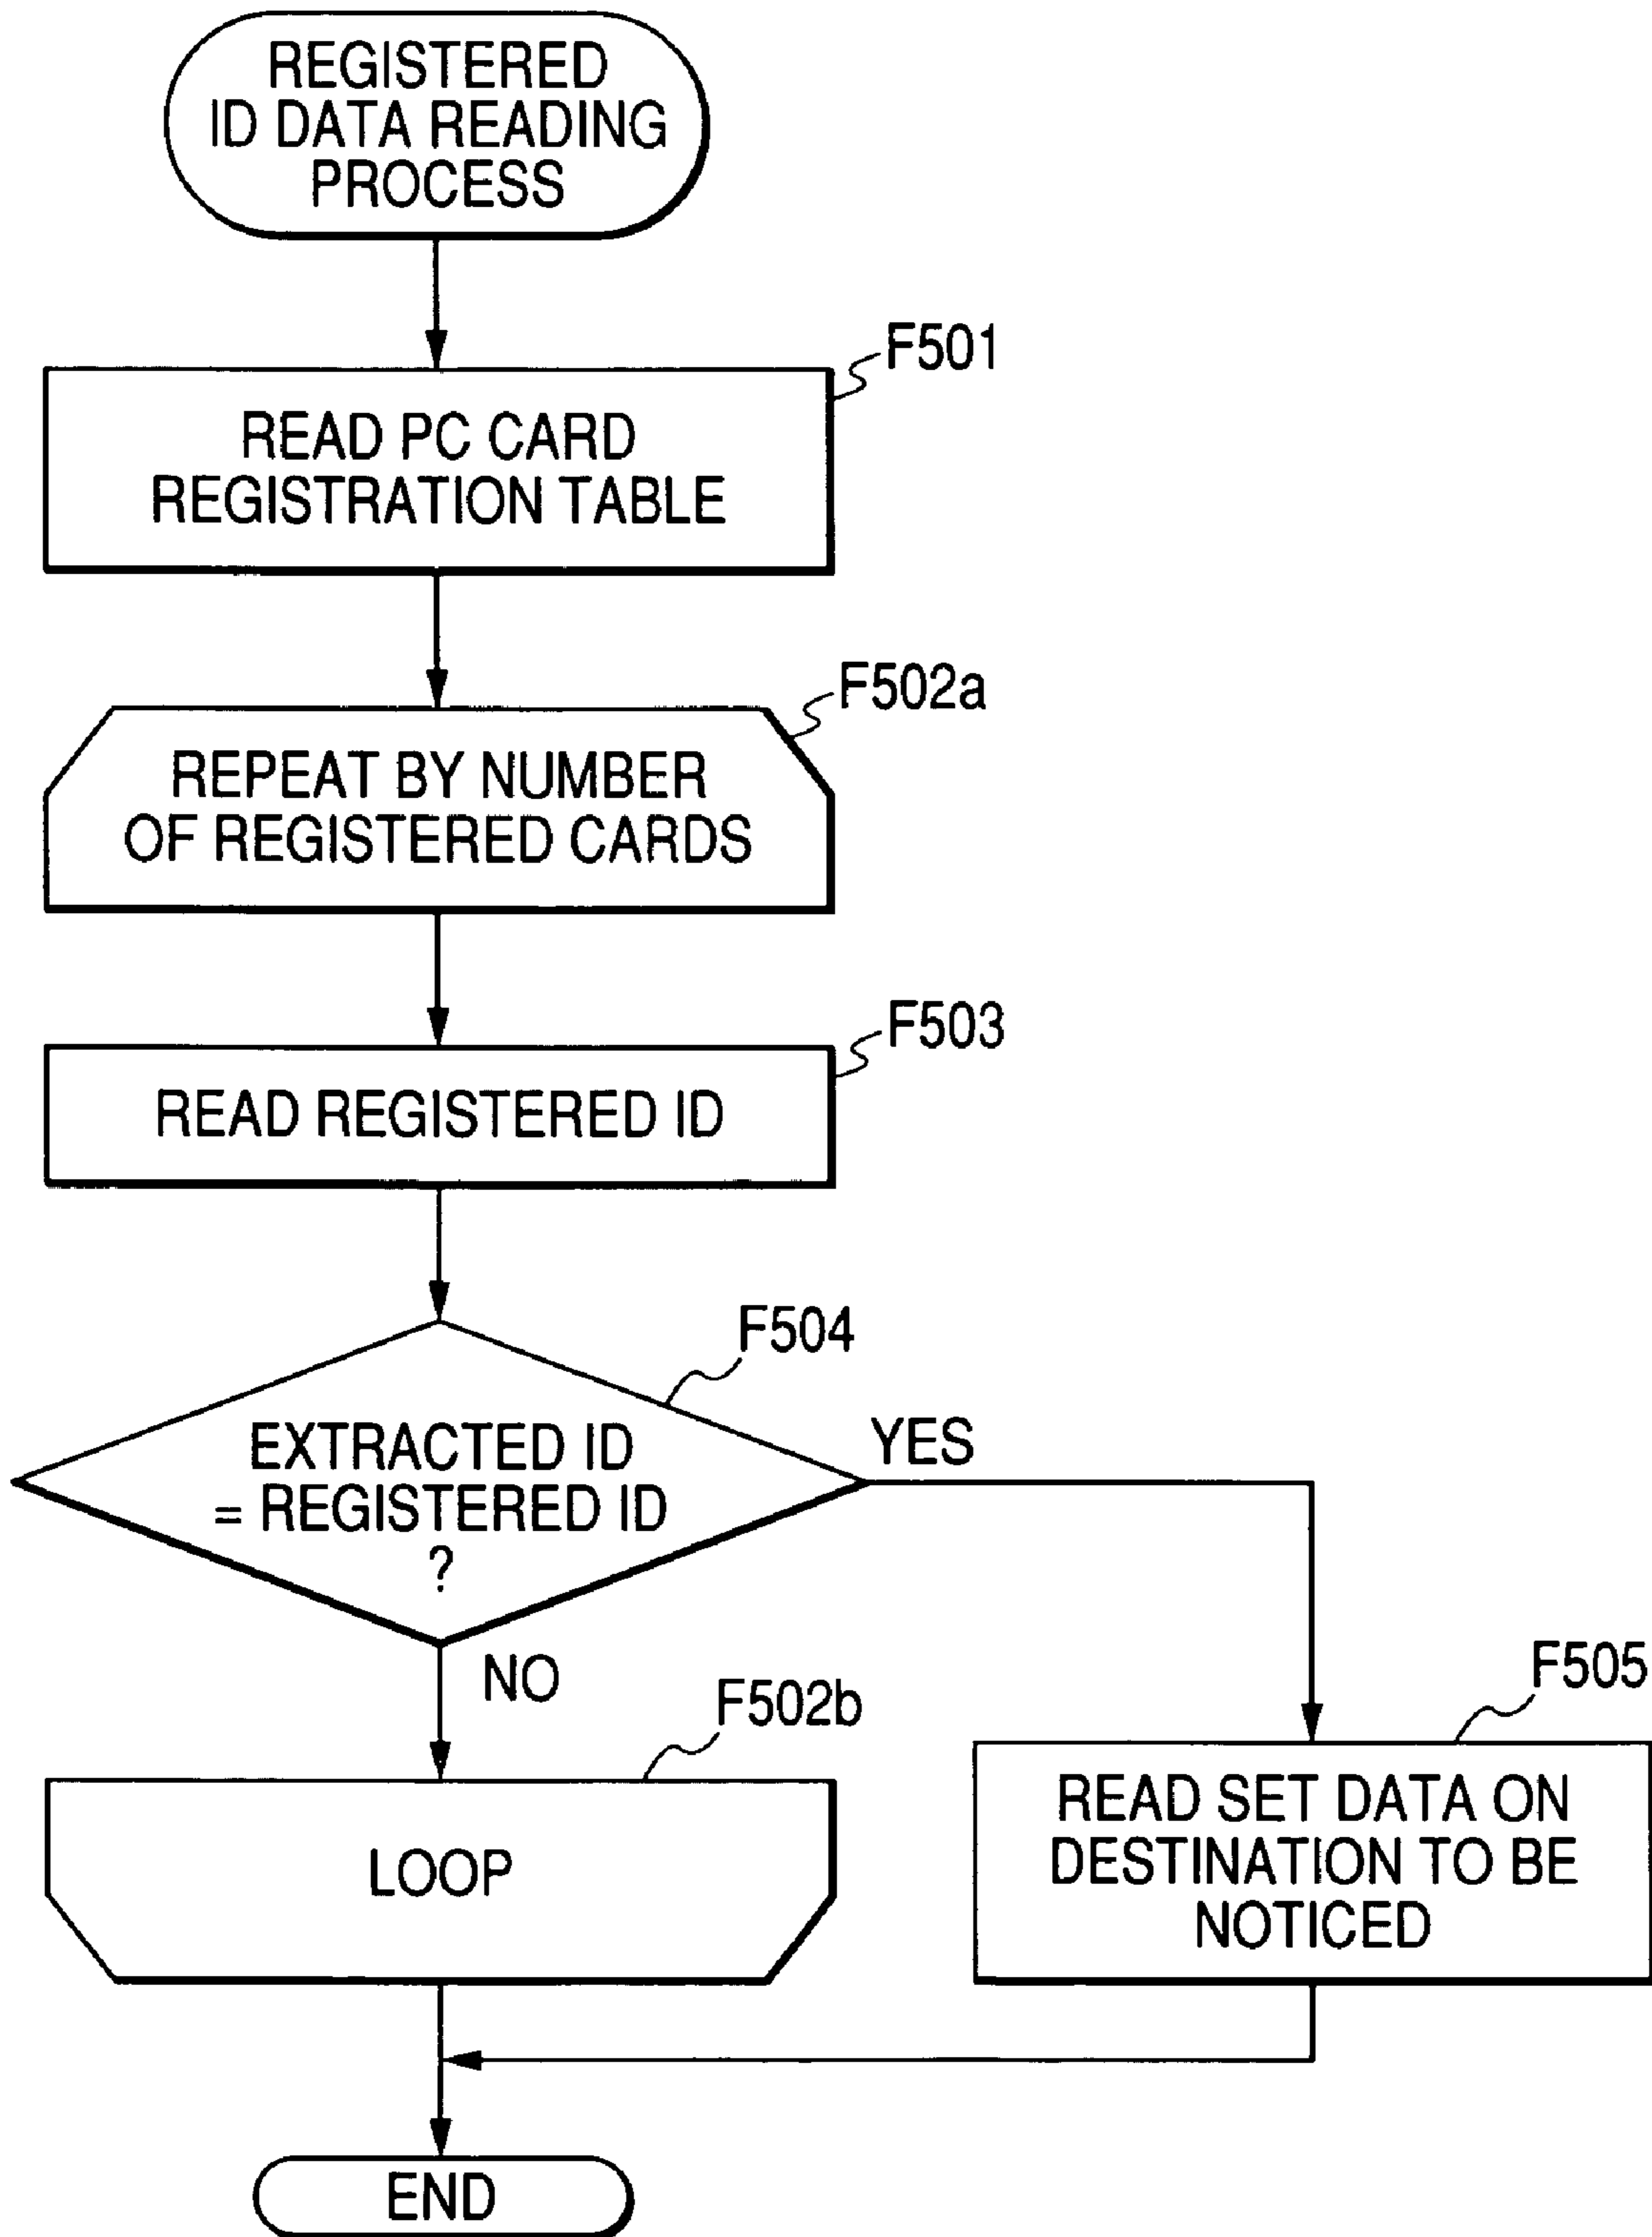 REGISTERED
ID DATA READING
PROCESS
F501
READ PC CARD
REGISTRATION TABLE
F502a
REPEAT BY NUMBER
OF REGISTERED CARDS
F503
READ REGISTERED ID
F504
EXTRACTED ID
= REGISTERED ID
?
YES
NO
F502b
LOOP
F505
READ SET DATA ON
DESTINATION TO BE
NOTICED
END